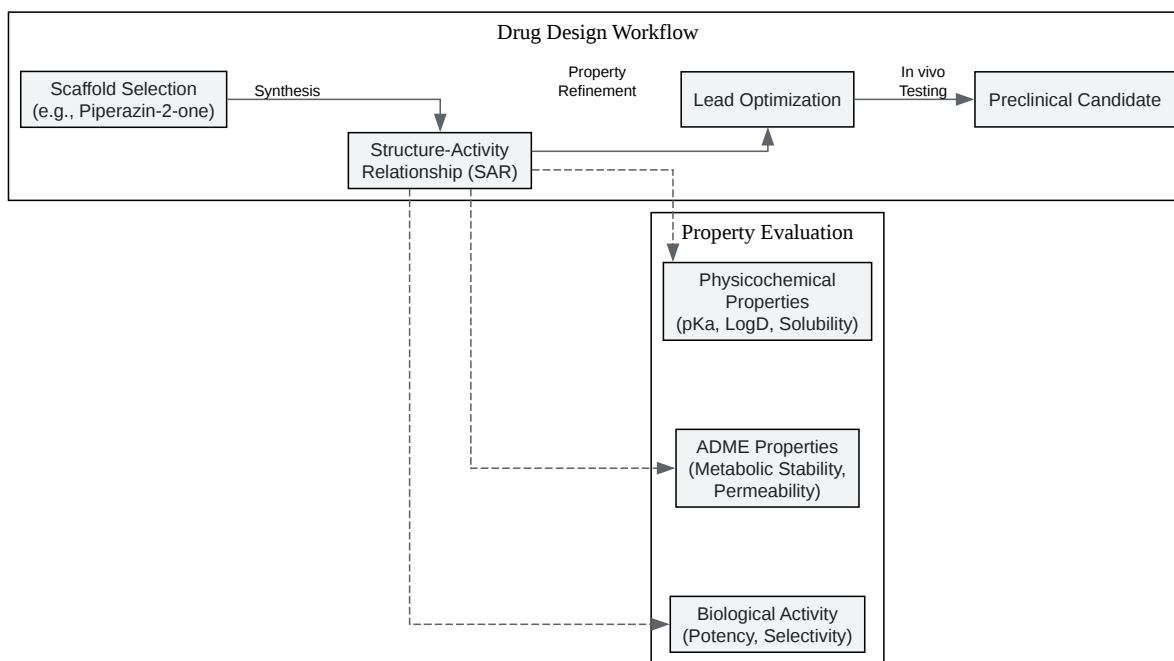 Drug Design Workflow
Scaffold Selection
(e.g., Piperazin-2-one)
Synthesis
Structure-Activity
Relationship (SAR)
Property
Refinement
Lead Optimization
In vivo
Testing
Preclinical Candidate
Property Evaluation
Physicochemical
Properties
(pKa, LogD, Solubility)
ADME Properties
(Metabolic Stability,
Permeability)
Biological Activity
(Potency, Selectivity)